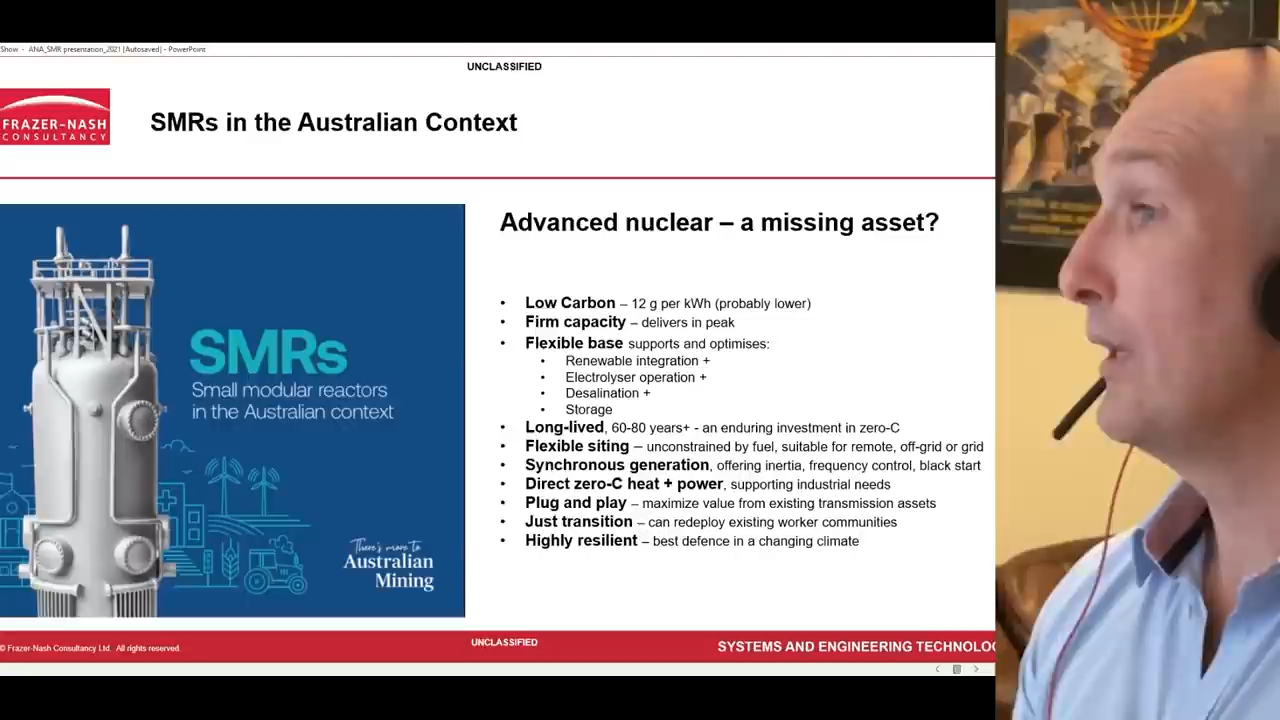 Show - ANA_SMR presentation_2021 [Autosaved] - PowerPoint
UNCLASSIFIED
FRAZER-NASH
CONSULTANCY
SMRs in the Australian Context
SMRs
Small modular reactors
in the Australian context
There's more to
Australian
Mining
Advanced nuclear – a missing asset?
• Low Carbon – 12 g per kWh (probably lower)
• Firm capacity – delivers in peak
• Flexible base supports and optimises:
• Renewable integration +
• Electrolyser operation +
• Desalination +
• Storage
• Long-lived, 60-80 years+ - an enduring investment in zero-C
• Flexible siting – unconstrained by fuel, suitable for remote, off-grid or grid
• Synchronous generation, offering inertia, frequency control, black start
• Direct zero-C heat + power, supporting industrial needs
• Plug and play – maximize value from existing transmission assets
• Just transition – can redeploy existing worker communities
• Highly resilient – best defence in a changing climate
© Frazer-Nash Consultancy Ltd. All rights reserved.
UNCLASSIFIED
SYSTEMS AND ENGINEERING TECHNOLO